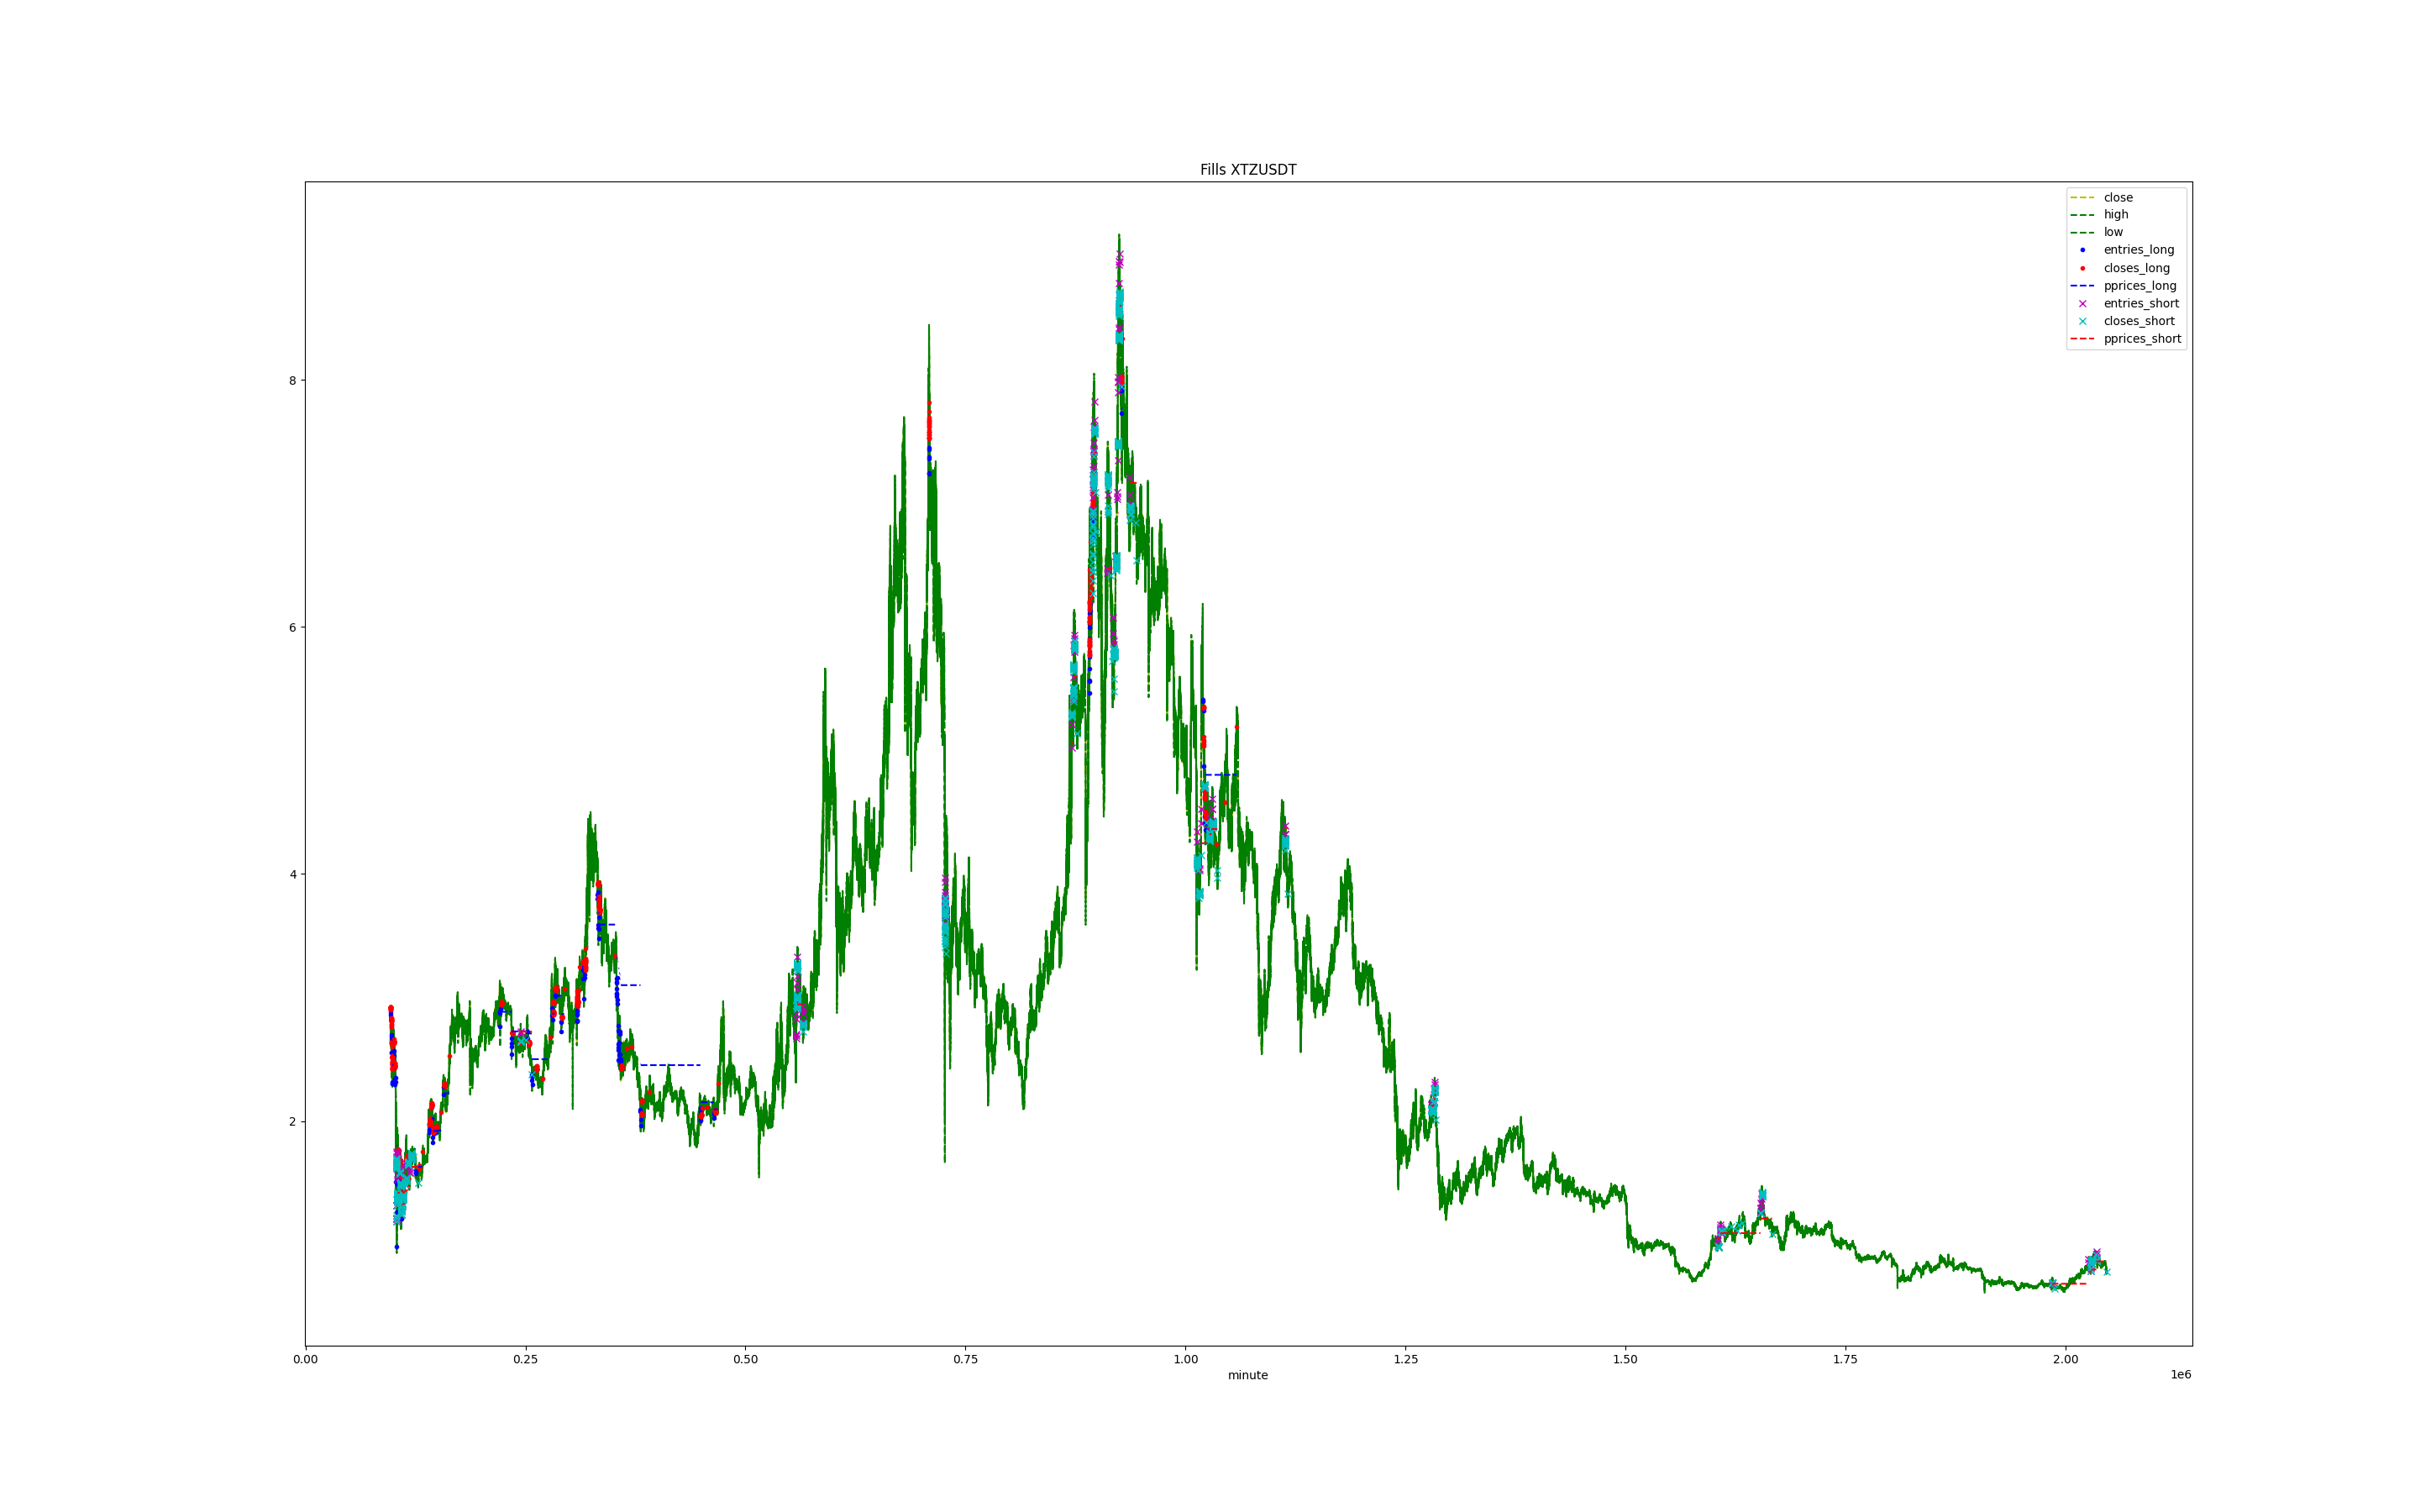 Fills XTZUSDT
close
high
low
entries_long
closes_long
pprices_long
entries_short
closes_short
pprices_short
8
6
4
2
0.00 0.25 0.50 0.75 1.00 1.25 1.50 1.75 2.00
1e6
minute